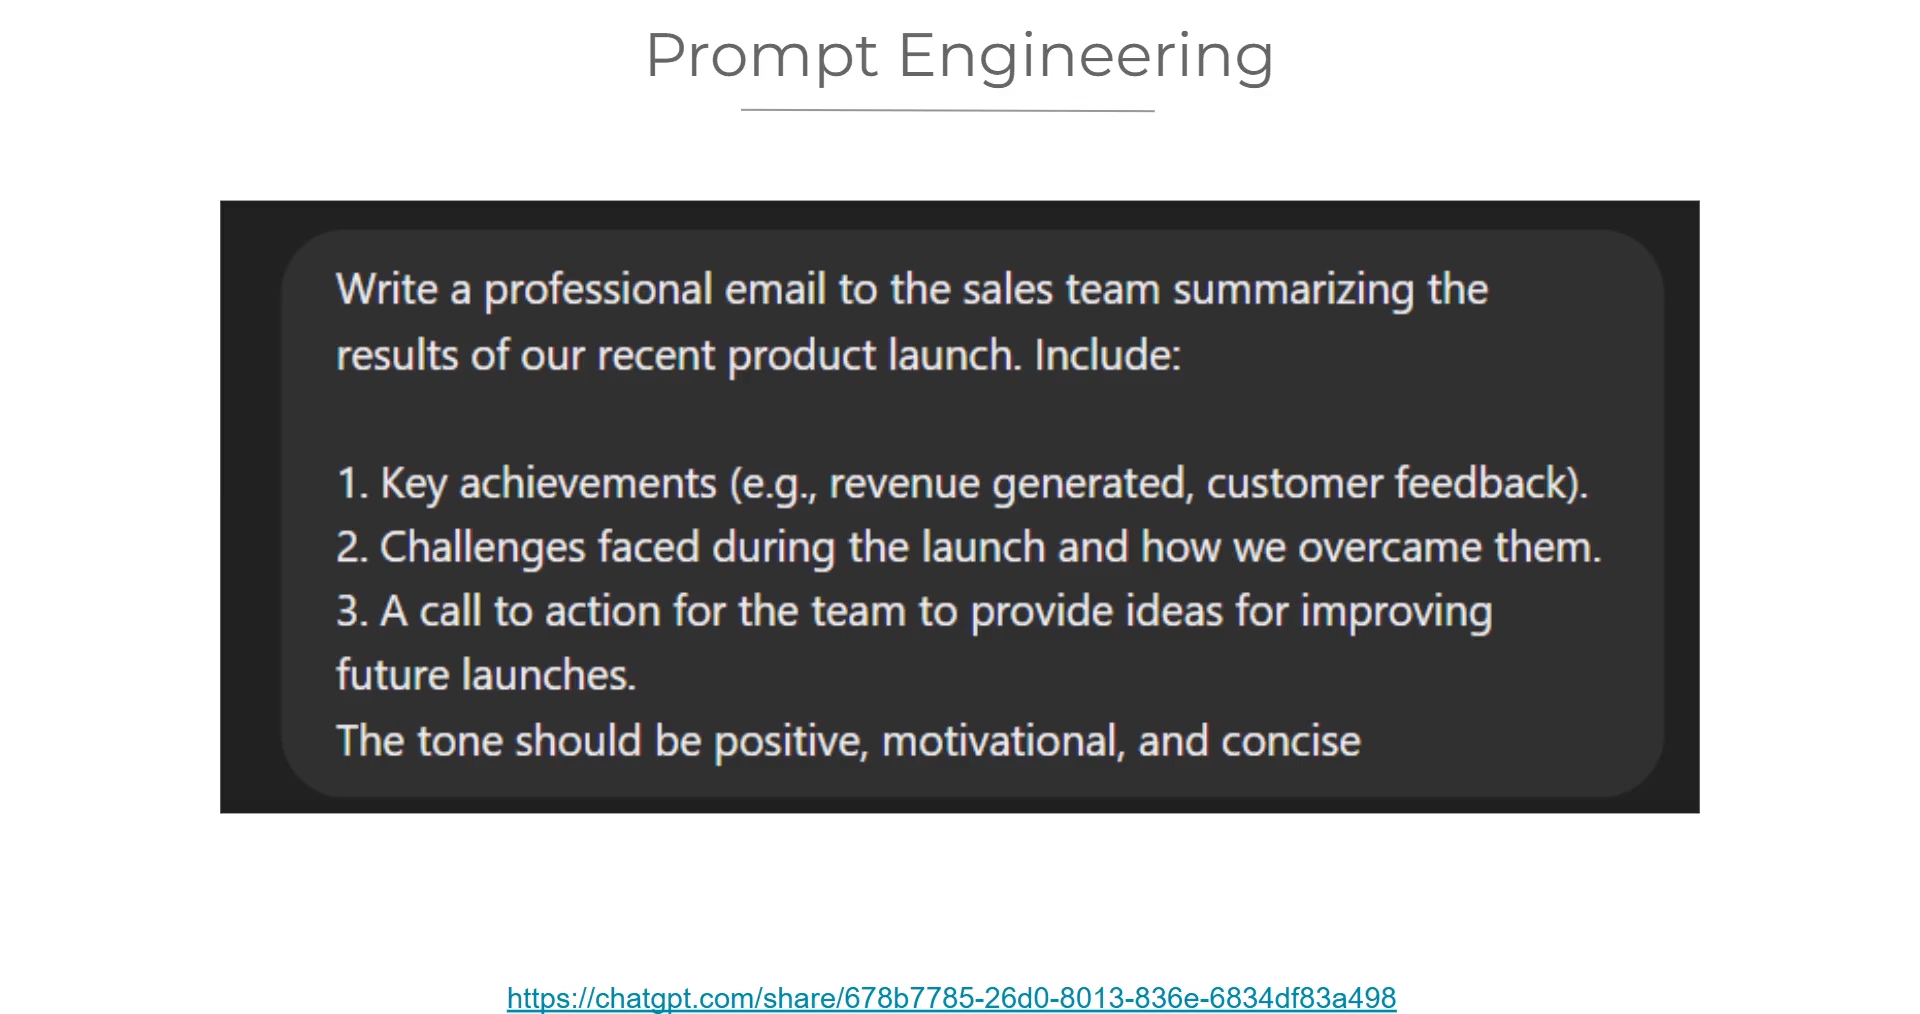 Prompt Engineering
Write a professional email to the sales team summarizing the
results of our recent product launch. Include:
1. Key achievements (e.g., revenue generated, customer feedback).
2. Challenges faced during the launch and how we overcame them.
3. A call to action for the team to provide ideas for improving
future launches.
The tone should be positive, motivational, and concise
https://chatgpt.com/share/678b7785-26d0-8013-836e-6834df83a498